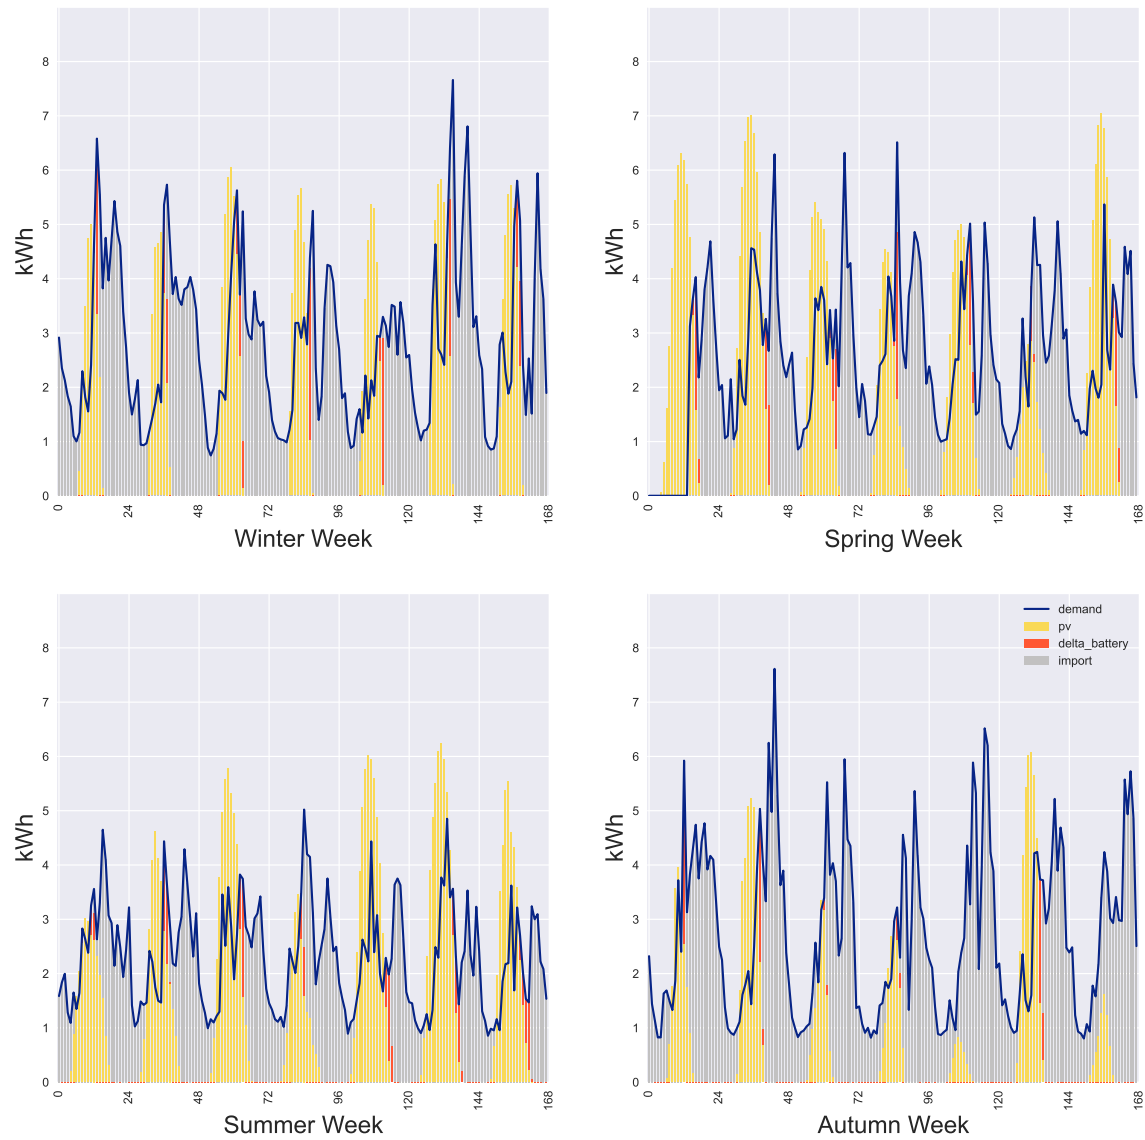 8 8
7 7
6 6
5 5
kWh kWh
4 4
3 3
2 2
1 1
0 0
0 24 48 72 96 120 144 168 0 24 48 72 96 120 144 168
Winter Week Spring Week
demand
pv
delta_battery
import
8 8
7 7
6 6
5 5
kWh kWh
4 4
3 3
2 2
1 1
0 0
0 24 48 72 96 120 144 168 0 24 48 72 96 120 144 168
Summer Week Autumn Week